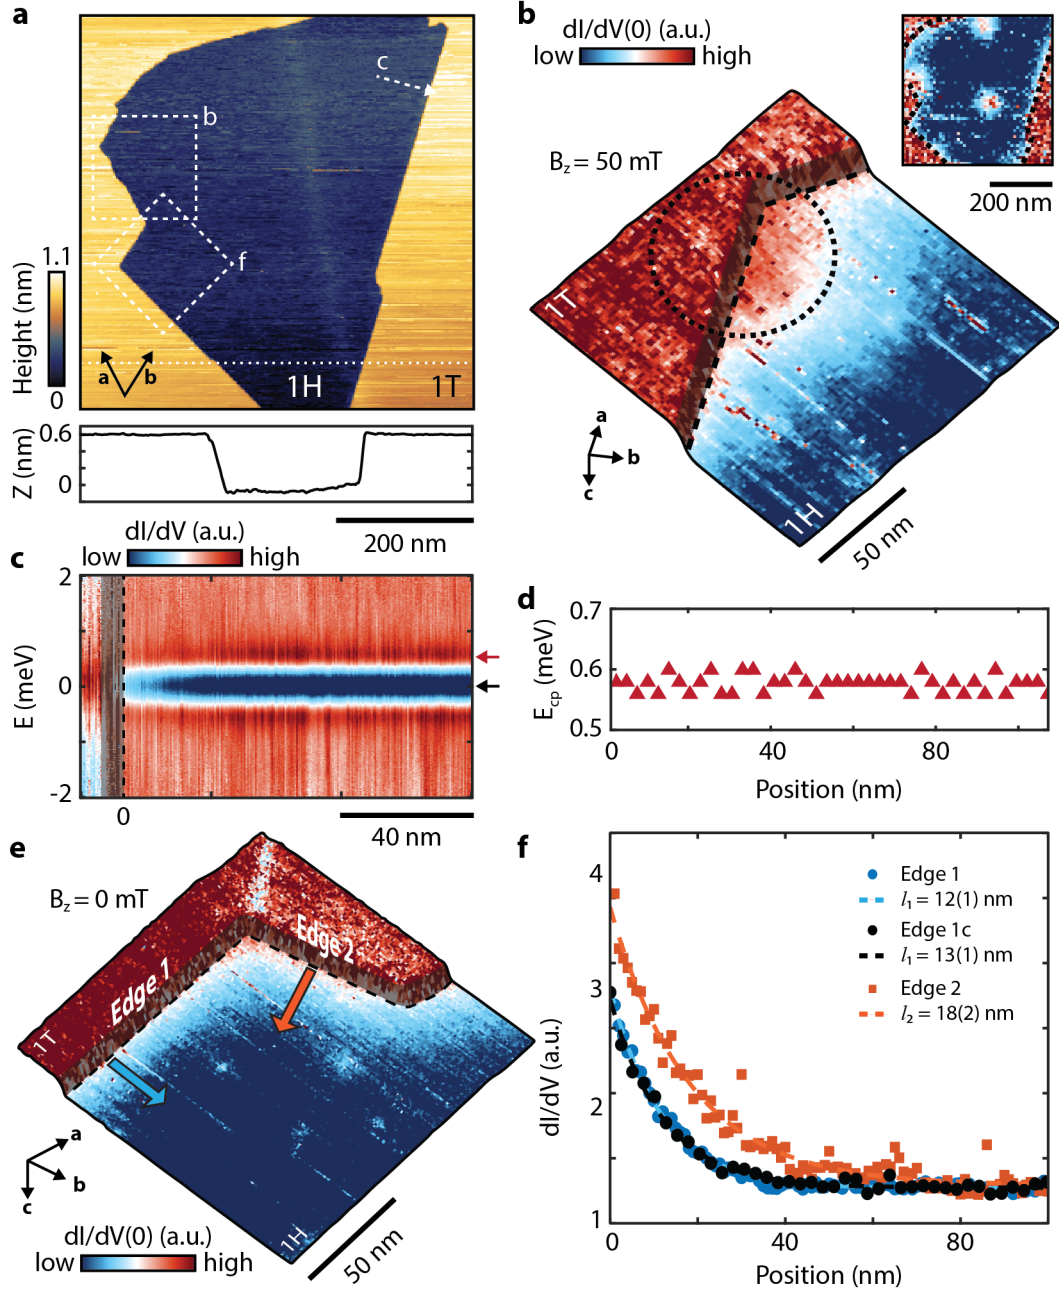 a
c
b
f
Height (nm)
1.1
0
a b
1H
1T
Z (nm)
0.6
0
200 nm
b
dI/dV(0) (a.u.)
low high
B_z = 50 mT
200 nm
1T
1H
a
b
c
50 nm
c
dI/dV (a.u.)
low high
E (meV)
2
0
-2
0
40 nm
d
E_cp (meV)
0.7
0.6
0.5
0 40 80
Position (nm)
e
B_z = 0 mT
Edge 1
Edge 2
1T
1H
a
b
c
dI/dV(0) (a.u.)
low high
50 nm
f
dI/dV (a.u.)
4
3
2
1
Edge 1
l₁ = 12(1) nm
Edge 1c
l₁ = 13(1) nm
Edge 2
l₂ = 18(2) nm
0 40 80
Position (nm)